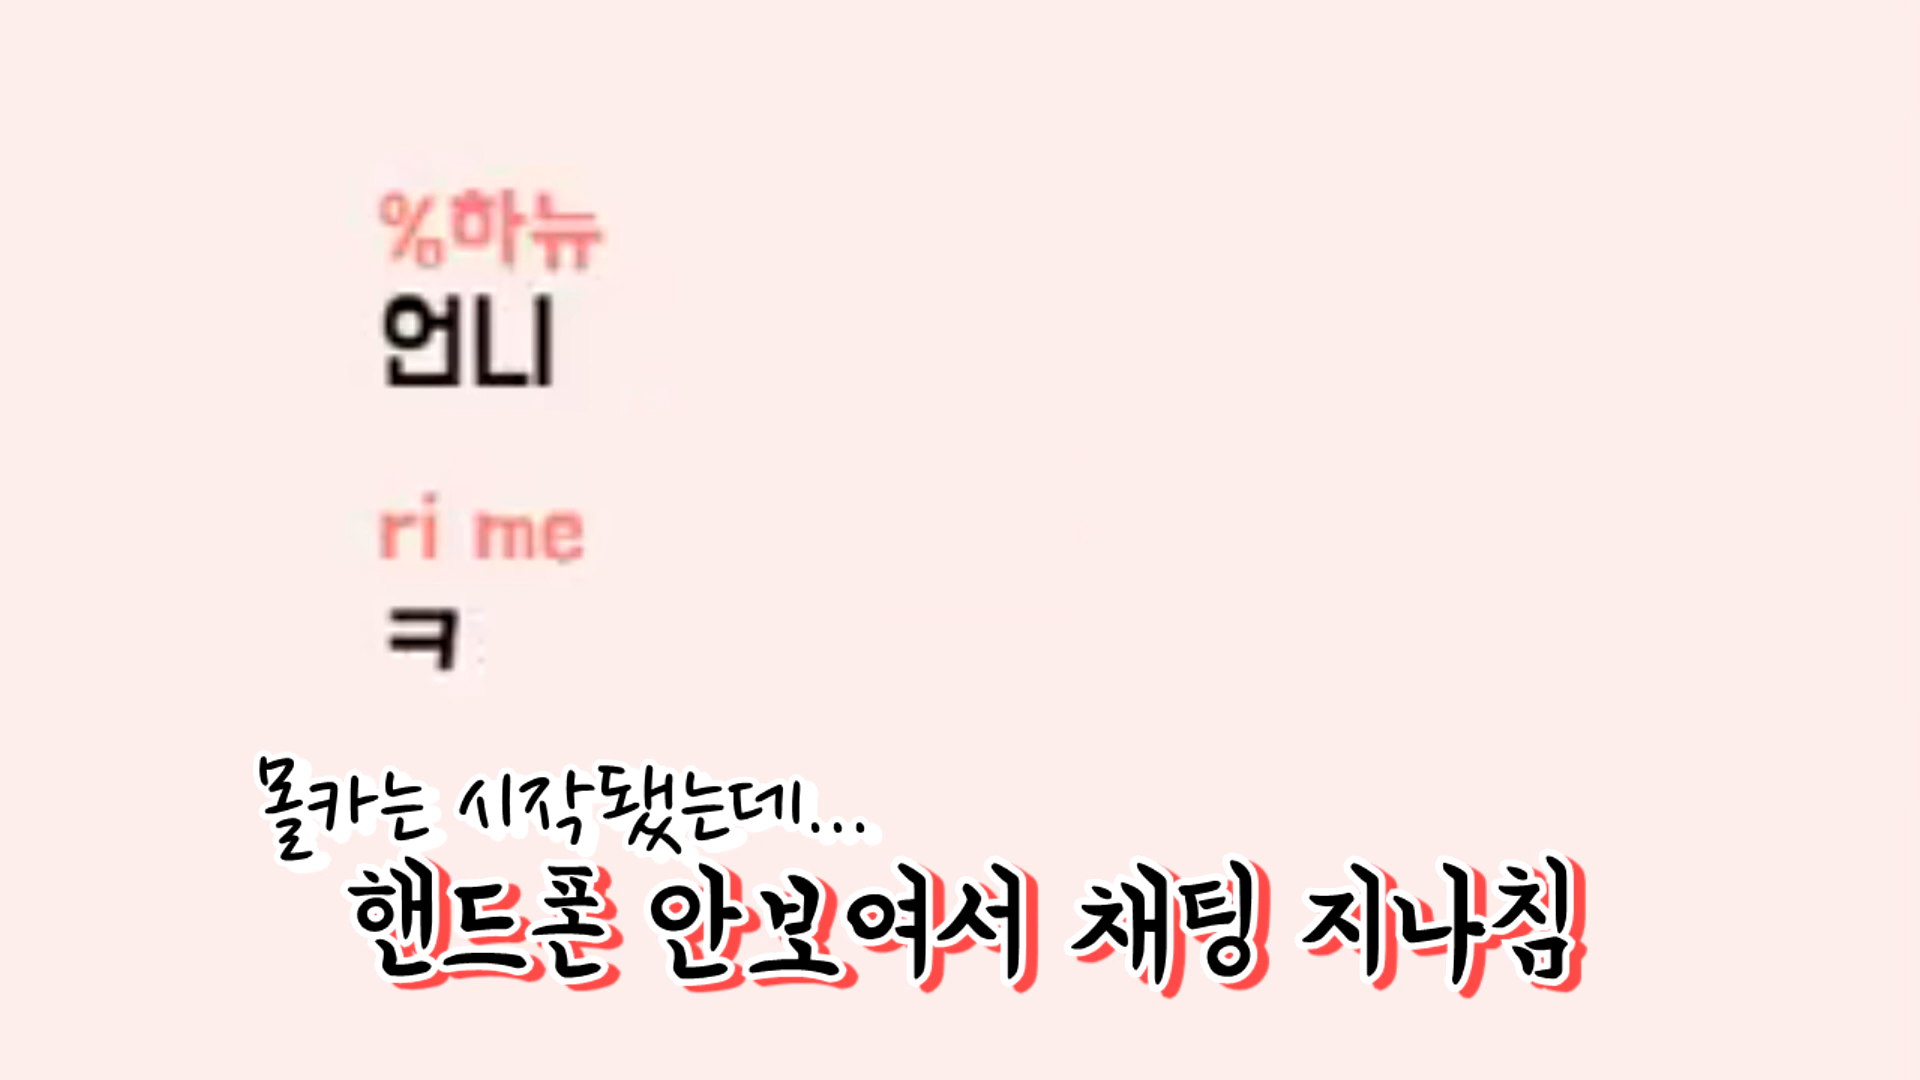 %하뉴
언니
ri me
ㅋ
몰카는 시작됐는데...
핸드폰 안보여서 채팅 지나침